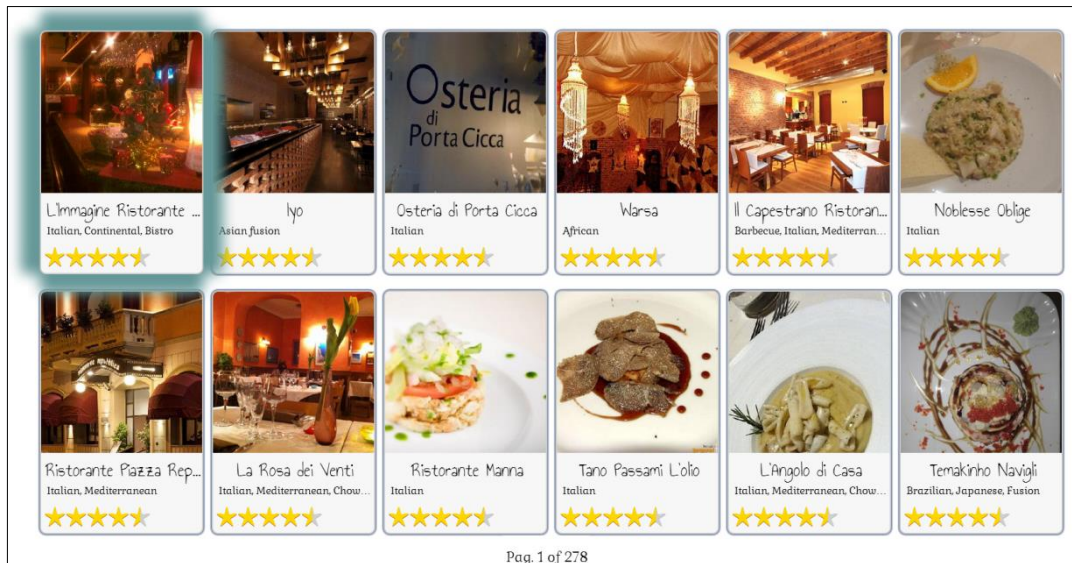 Osteria
di
Porta Cicca
L'Immagine Ristorante ...
Italian, Continental, Bistro
Iyo
Asian fusion
Osteria di Porta Cicca
Italian
Warsa
African
Il Capestrano Ristoran...
Barbecue, Italian, Mediterran...
Noblesse Oblige
Italian
Ristorante Piazza Rep...
Italian, Mediterranean
La Rosa dei Venti
Italian, Mediterranean, Chow...
Ristorante Manna
Italian
Tano Passami L'olio
Italian
L'Angolo di Casa
Italian, Mediterranean, Chow...
Temakinho Navigli
Brazilian, Japanese, Fusion
Pag. 1 of 278